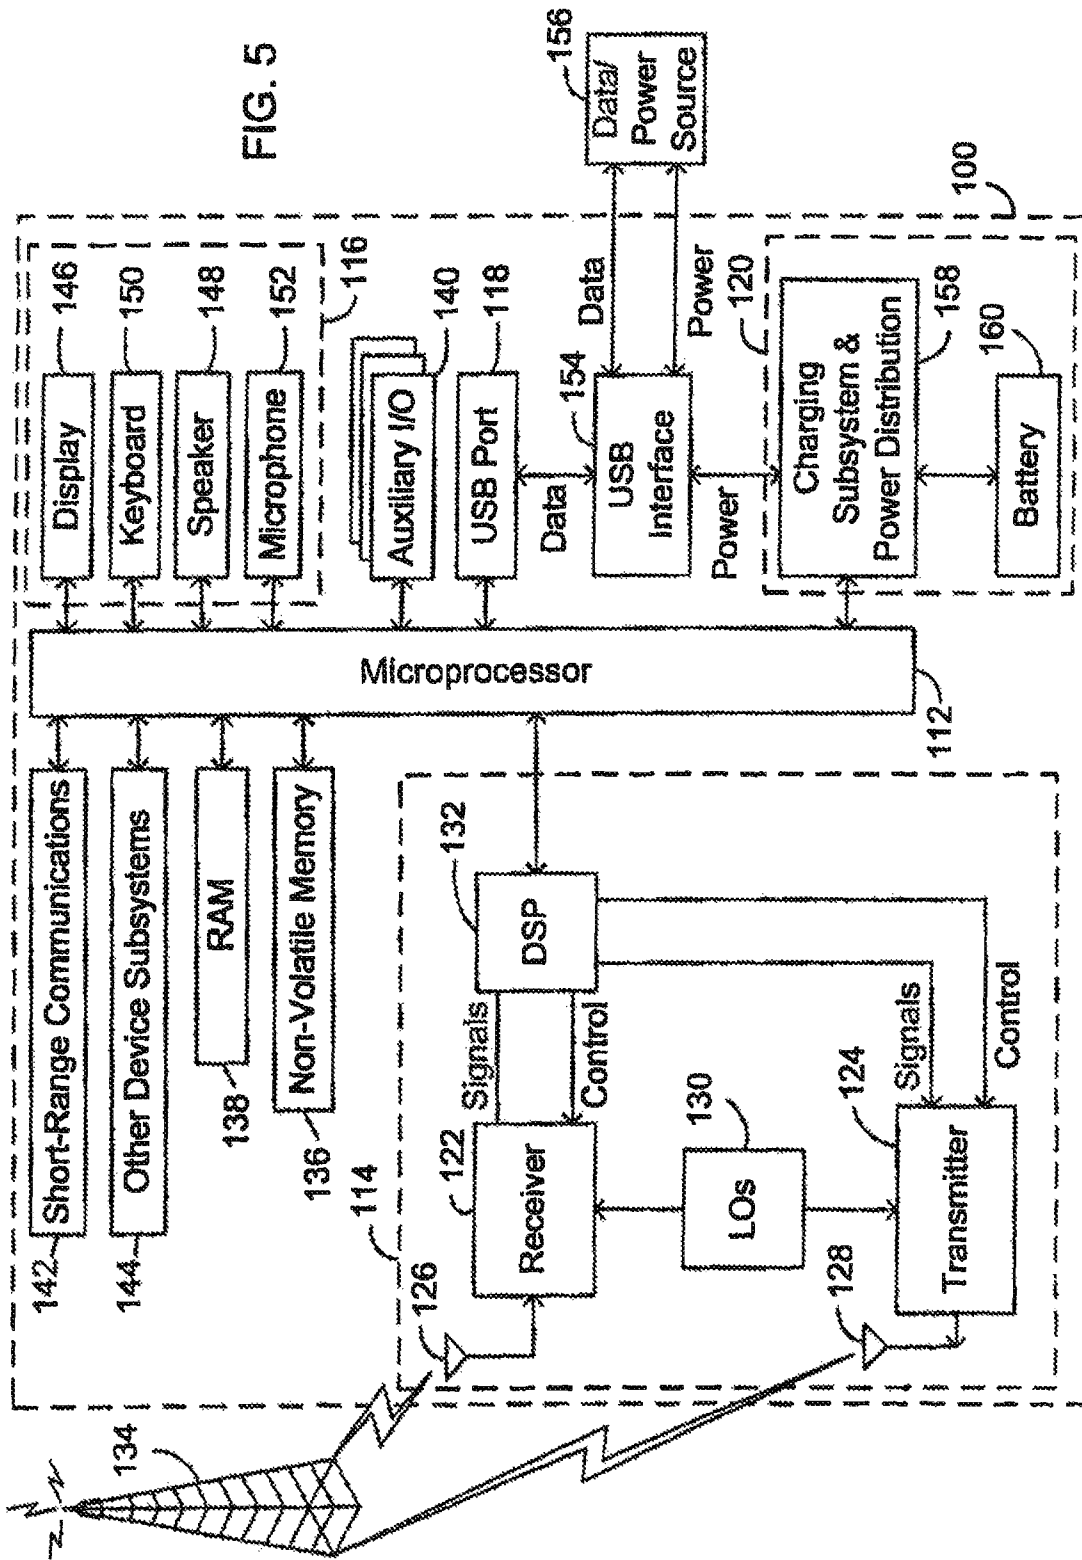 FIG. 5
134
142
Short-Range Communications
144
Other Device Subsystems
138
RAM
136
Non-Volatile Memory
Microprocessor
112
Display
146
Keyboard
150
Speaker
148
Microphone
152
116
Auxiliary I/O
140
USB Port
118
Data
USB
Interface
154
Data
Power
Data/
Power
Source
156
Power
120
Charging
Subsystem &
Power Distribution
158
Battery
160
100
114
126
Receiver
122
Signals
Control
DSP
132
LOs
130
128
Transmitter
124
Signals
Control